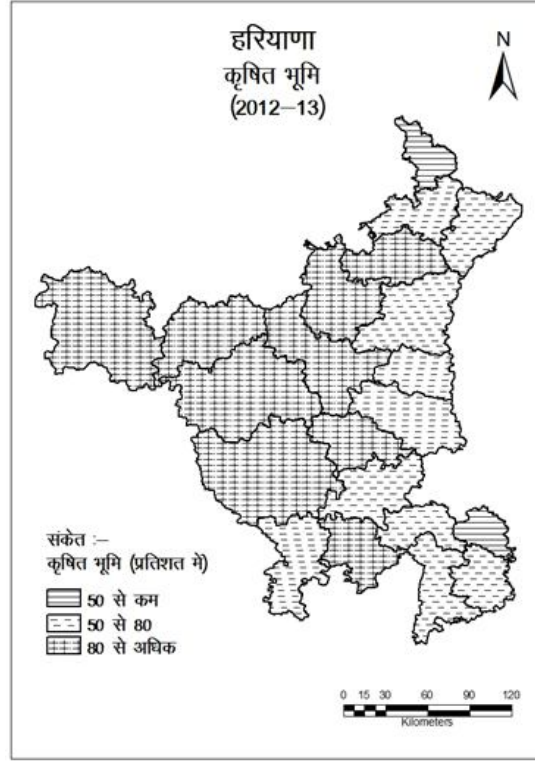 हरियाणा
कृषित भूमि
(2012–13)
N
संकेत :–
कृषित भूमि (प्रतिशत में)
50 से कम
50 से 80
80 से अधिक
0 15 30 60 90 120
Kilometers